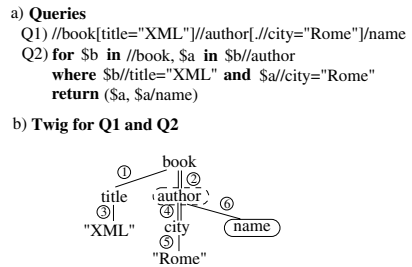 a) Queries
Q1) //book[title="XML"]//author[.//city="Rome"]/name
Q2) for $b in //book, $a in $b//author
where $b//title="XML" and $a//city="Rome"
return ($a, $a/name)
b) Twig for Q1 and Q2
book
① ②
title author ⑥
③ ④
"XML" city name
⑤
"Rome"